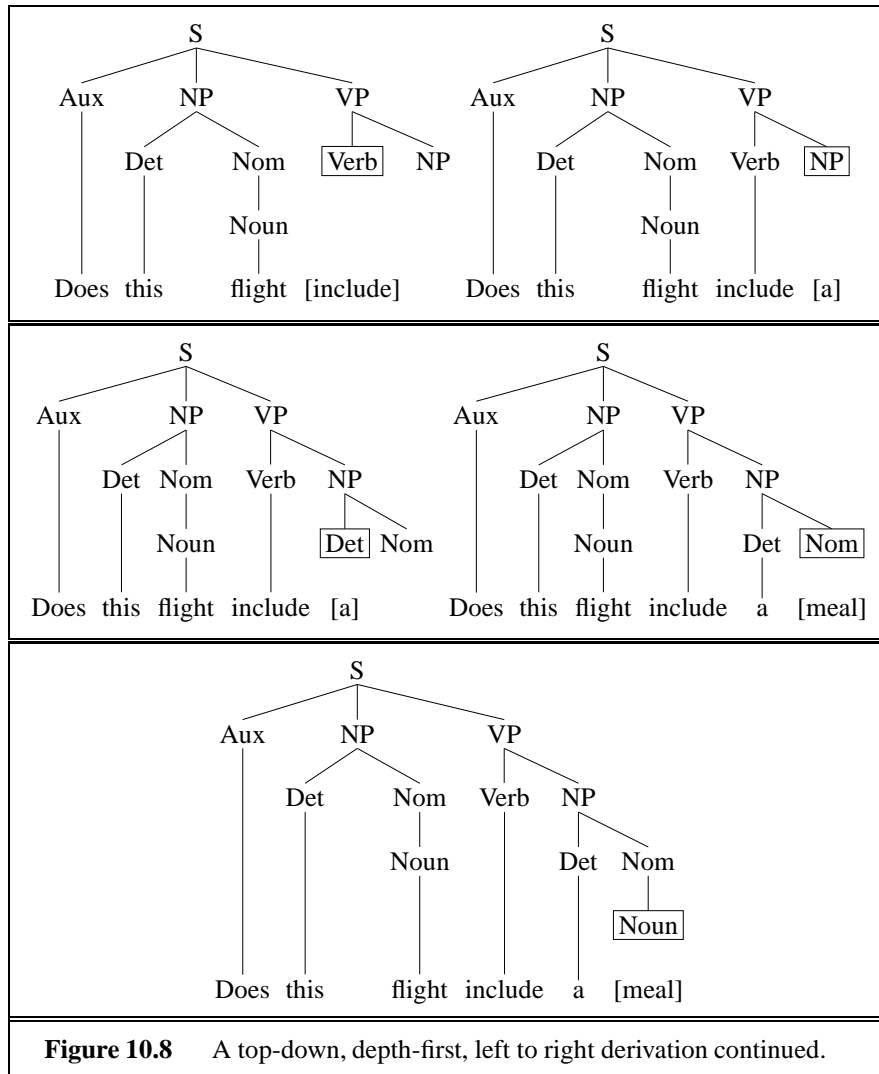 S S
Aux NP VP Aux NP VP
Det Nom Verb NP Det Nom Verb NP
Noun Noun
Does this flight [include] Does this flight include [a]
S S
Aux NP VP Aux NP VP
Det Nom Verb NP Det Nom Verb NP
Noun Det Nom Noun Det Nom
Does this flight include [a] Does this flight include a [meal]
S
Aux NP VP
Det Nom Verb NP
Noun Det Nom
Noun
Does this flight include a [meal]
Figure 10.8 A top-down, depth-first, left to right derivation continued.